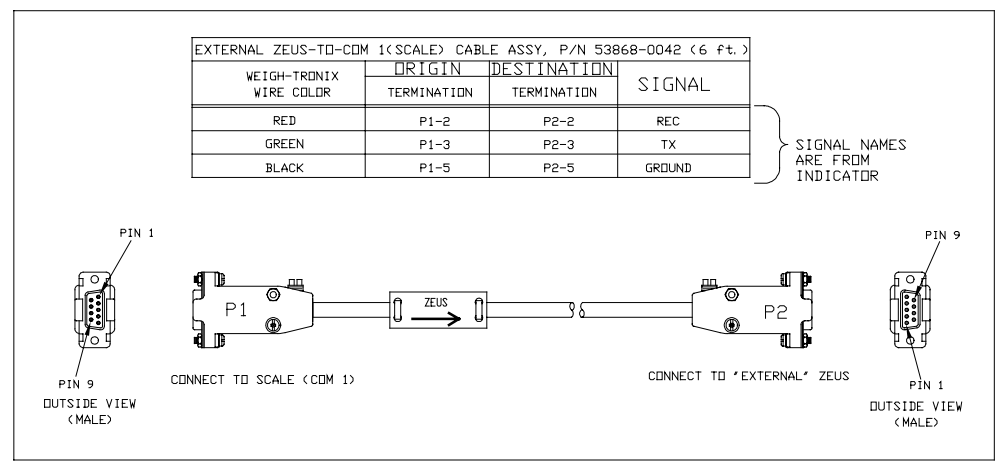 EXTERNAL ZEUS-TO-COM 1(SCALE) CABLE ASSY, P/N 53868-0042 (6 ft.)
WEIGH-TRONIX WIRE COLOR ORIGIN TERMINATION DESTINATION TERMINATION SIGNAL
RED P1-2 P2-2 REC
GREEN P1-3 P2-3 TX
BLACK P1-5 P2-5 GROUND
SIGNAL NAMES
ARE FROM
INDICATOR
PIN 1
PIN 9
P1
ZEUS
P2
CONNECT TO SCALE (COM 1)
CONNECT TO "EXTERNAL" ZEUS
PIN 9
OUTSIDE VIEW
(MALE)
PIN 1
OUTSIDE VIEW
(MALE)